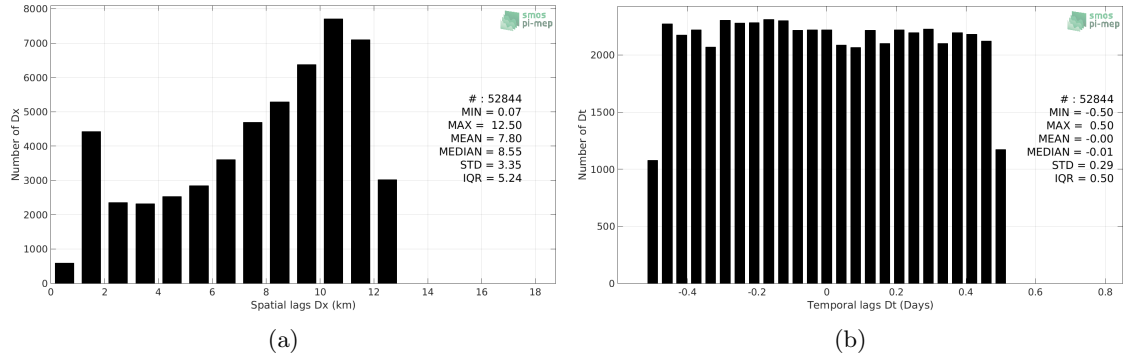 smos
pi-mep
8000
7000
6000
5000
4000
3000
2000
1000
0
Number of Dx
# : 52844
MIN = 0.07
MAX = 12.50
MEAN = 7.80
MEDIAN = 8.55
STD = 3.35
IQR = 5.24
0 2 4 6 8 10 12 14 16 18
Spatial lags Dx (km)
(a)
smos
pi-mep
2000
1500
1000
500
0
Number of Dt
# : 52844
MIN = -0.50
MAX = 0.50
MEAN = -0.00
MEDIAN = -0.01
STD = 0.29
IQR = 0.50
-0.4 -0.2 0 0.2 0.4 0.6 0.8
Temporal lags Dt (Days)
(b)